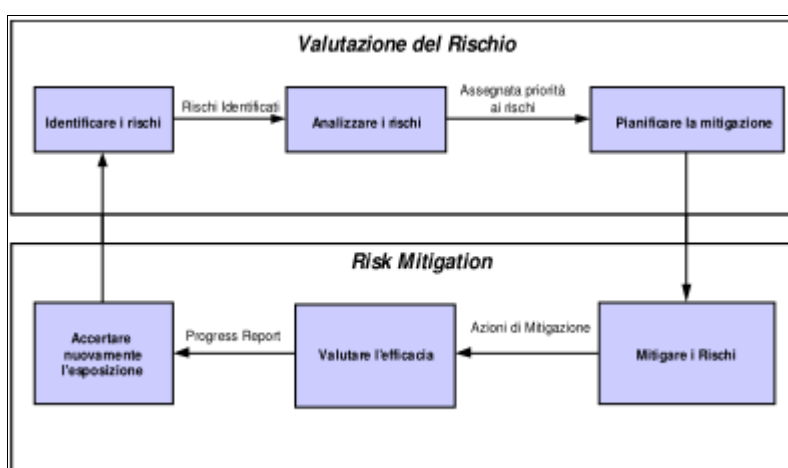 Valutazione del Rischio
Identificare i rischi
Rischi Identificati
Analizzare i rischi
Assegnata priorità
ai rischi
Pianificare la mitigazione
Risk Mitigation
Accertare
nuovamente
l'esposizione
Progress Report
Valutare l'efficacia
Azioni di Mitigazione
Mitigare i Rischi